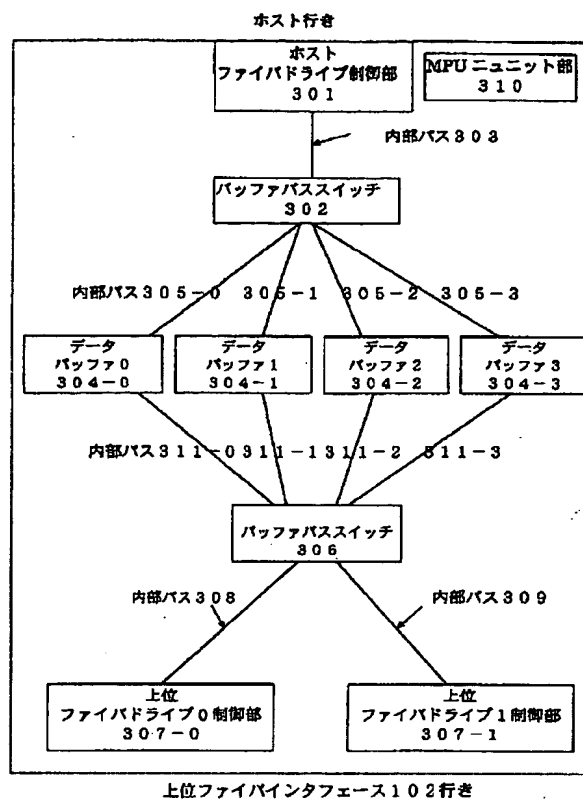 ホスト行き
ホスト
ファイバドライブ制御部
301
MPUニュニット部
310
内部バス303
バッファバススイッチ
302
内部バス305-0 305-1 305-2 305-3
データ
バッファ0
304-0
データ
バッファ1
304-1
データ
バッファ2
304-2
データ
バッファ3
304-3
内部バス311-0311-1311-2 311-3
バッファバススイッチ
306
内部バス308
内部バス309
上位
ファイバドライブ0制御部
307-0
上位
ファイバドライブ1制御部
307-1
上位ファイバインタフェース102行き